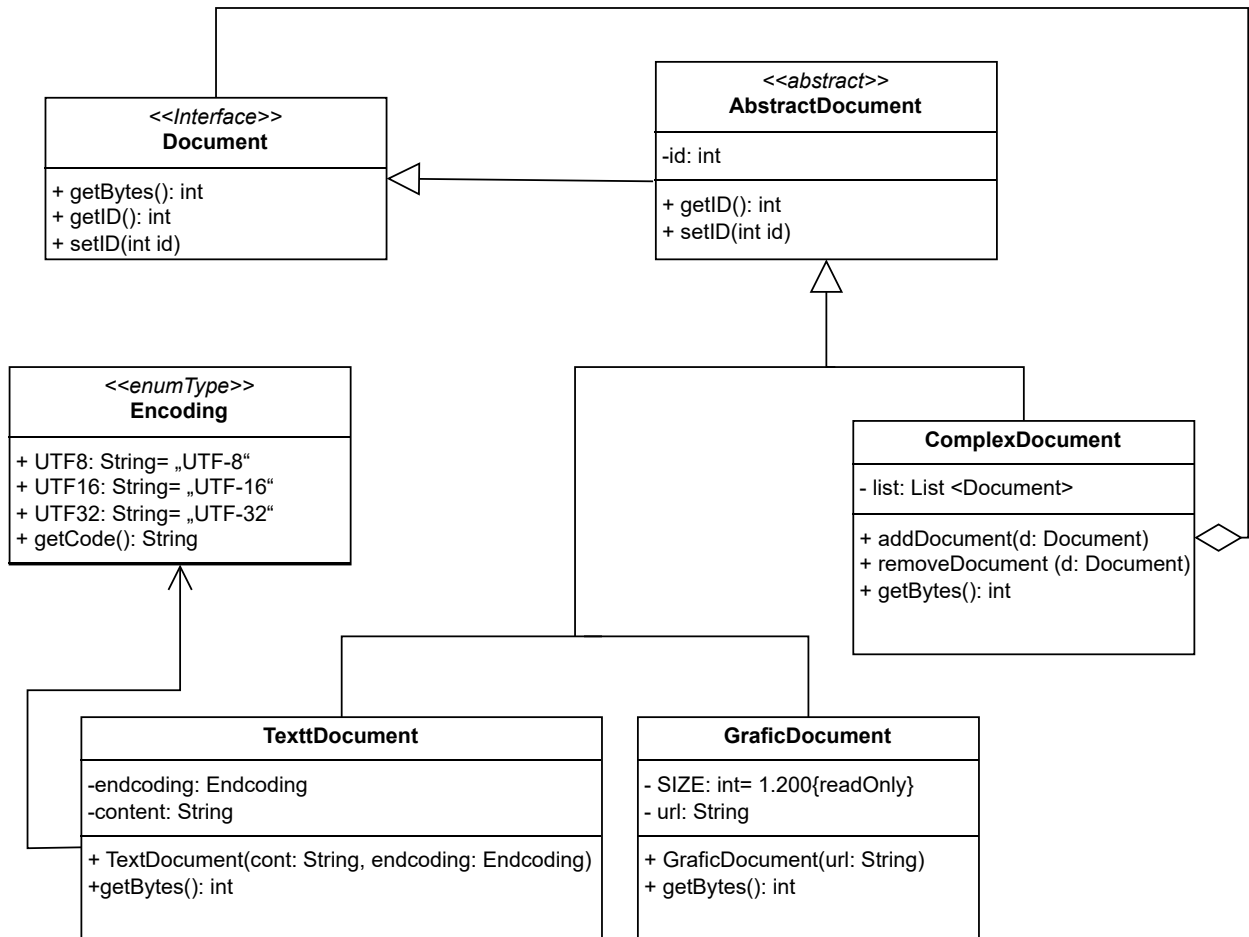 <<Interface>>
Document
+ getBytes(): int
+ getID(): int
+ setID(int id)
<<abstract>>
AbstractDocument
-id: int
+ getID(): int
+ setID(int id)
<<enumType>>
Encoding
+ UTF8: String= „UTF-8“
+ UTF16: String= „UTF-16“
+ UTF32: String= „UTF-32“
+ getCode(): String
ComplexDocument
- list: List <Document>
+ addDocument(d: Document)
+ removeDocument (d: Document)
+ getBytes(): int
TexttDocument
-endcoding: Endcoding
-content: String
+ TextDocument(cont: String, endcoding: Endcoding)
+getBytes(): int
GraficDocument
- SIZE: int= 1.200{readOnly}
- url: String
+ GraficDocument(url: String)
+ getBytes(): int